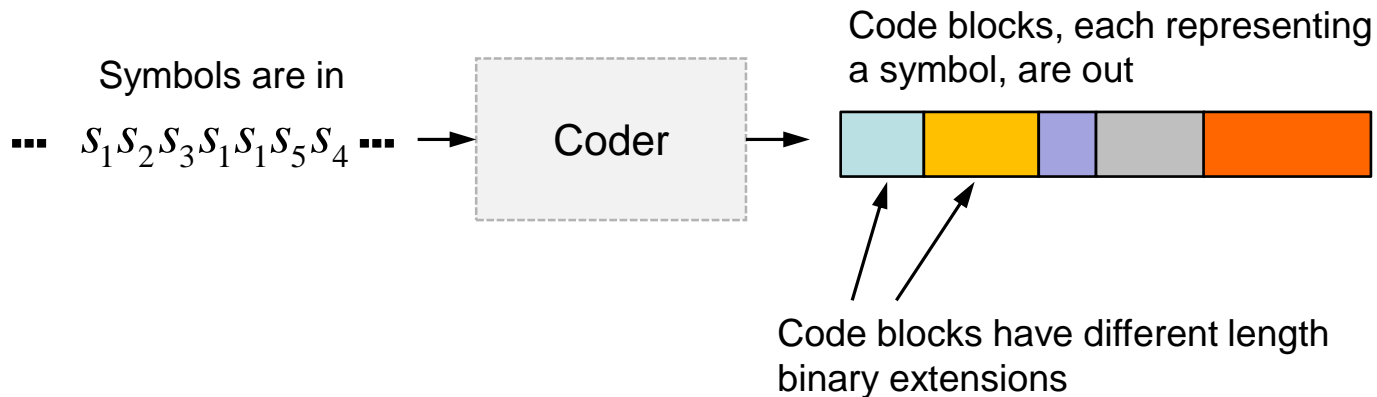 Code blocks, each representing
a symbol, are out
Symbols are in
... s₁s₂s₃s₁s₁s₅s₄ ...
Coder
Code blocks have different length
binary extensions